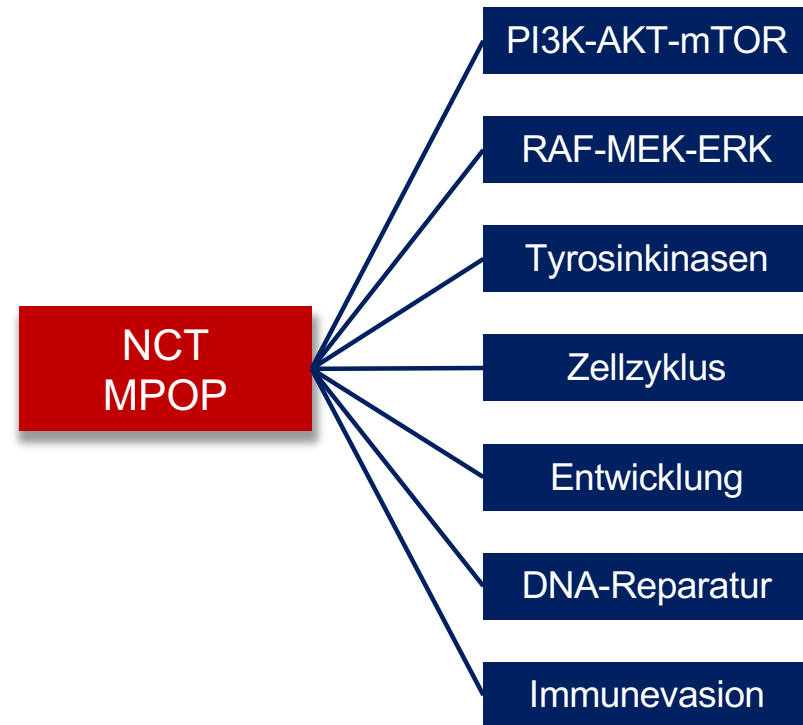 PI3K-AKT-mTOR
RAF-MEK-ERK
Tyrosinkinasen
NCT
MPOP
Zellzyklus
Entwicklung
DNA-Reparatur
Immunevasion